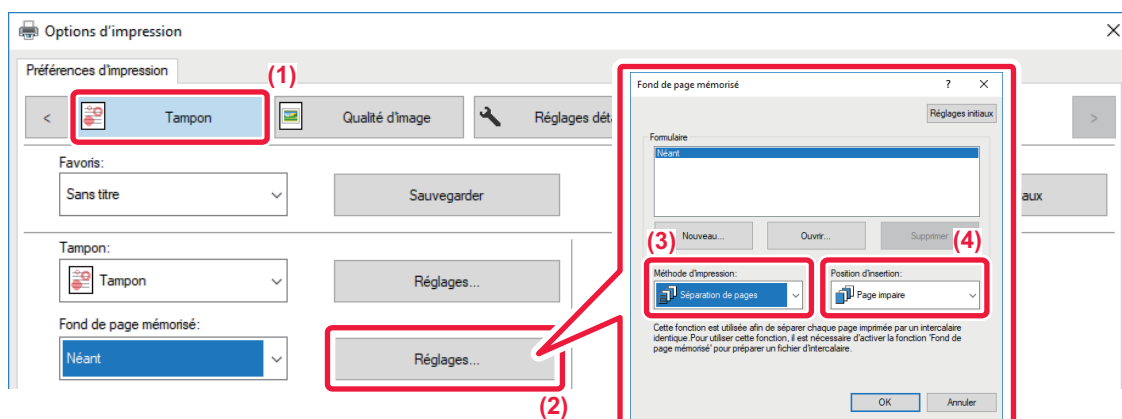 Options d'impression
Préférences d'impression
(1)
<
Tampon
Qualité d'image
Réglages dét
>
Favoris:
Sans titre
Sauvegarder
aux
Tampon:
Tampon
Réglages...
Fond de page mémorisé:
Néant
Réglages...
(2)
Fond de page mémorisé
?
Réglages initiaux
Formulaire
Néant
Nouveau...
Ouvrir...
Supprimer
(3)
(4)
Méthode d'impression:
Position d'insertion:
Séparation de pages
Page impaire
Cette fonction est utilisée afin de séparer chaque page imprimée par un intercalaire
identique.Pour utiliser cette fonction, il est nécessaire d'activer la fonction 'Fond de
page mémorisé' pour préparer un fichier d'intercalaire.
OK
Annuler